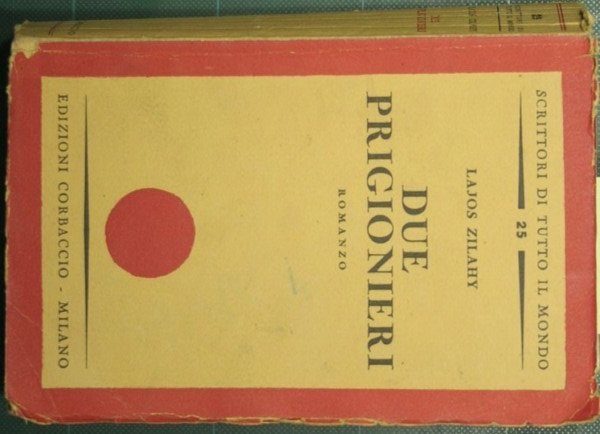 SCRITTORI DI TUTTO IL MONDO
25
LAJOS ZILAHY
DUE
PRIGIONIERI
ROMANZO
EDIZIONI CORBACCIO - MILANO